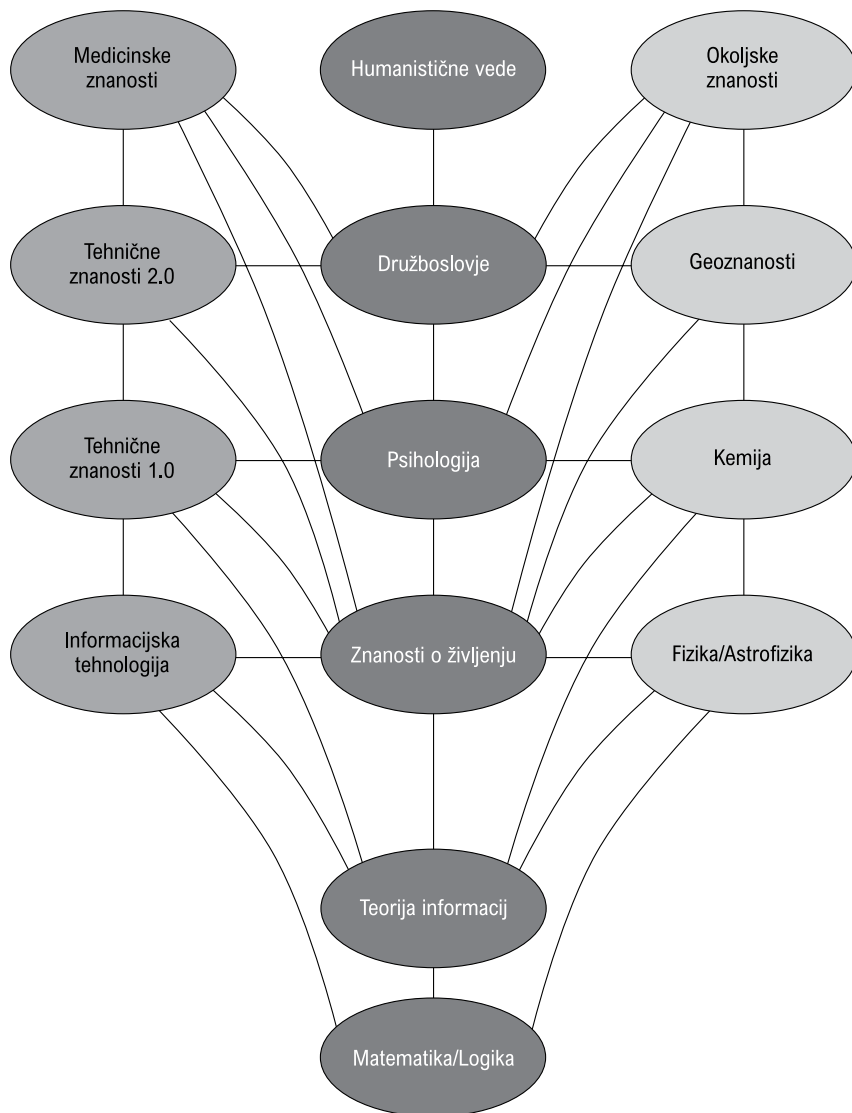 Medicinske
znanosti
Humanistične vede
Okoljske
znanosti
Tehnične
znanosti 2.0
Družboslovje
Geoznanosti
Tehnične
znanosti 1.0
Psihologija
Kemija
Informacijska
tehnologija
Znanosti o življenju
Fizika/Astrofizika
Teorija informacij
Matematika/Logika